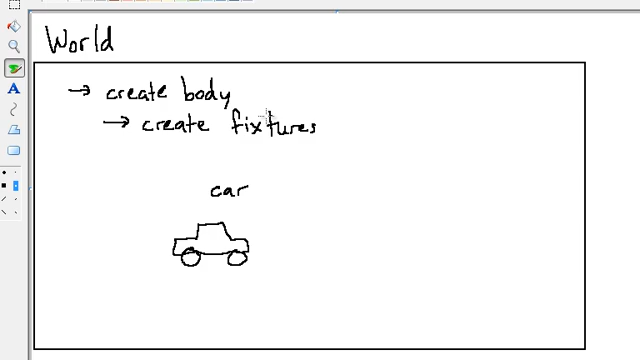 World
→ create body
→ create fixtures
car